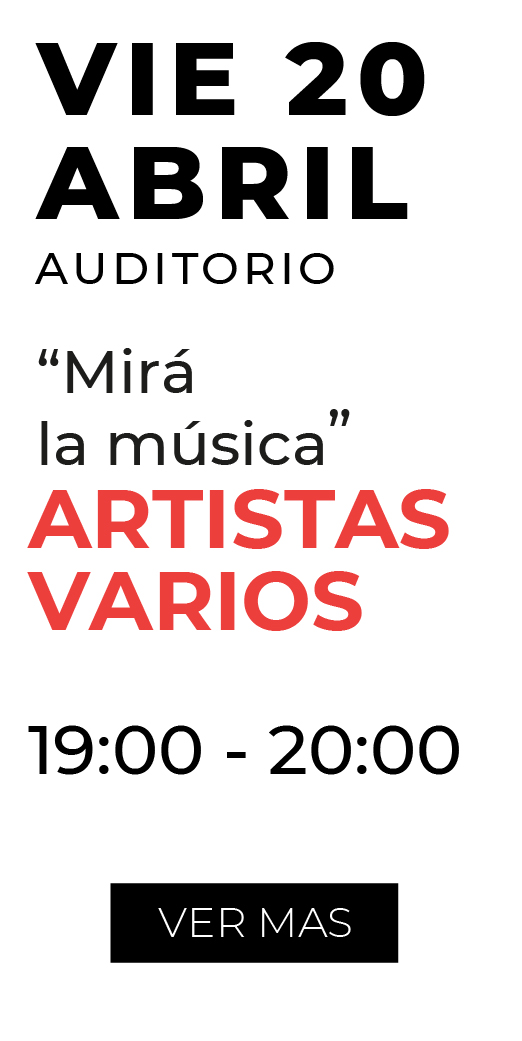 VIE 20
ABRIL
AUDITORIO
“Mirá
la música”
ARTISTAS
VARIOS
19:00 - 20:00
VER MAS